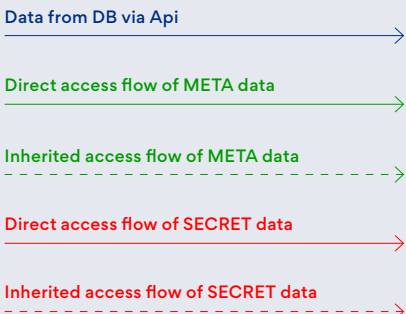 Data from DB via Api
Direct access flow of META data
Inherited access flow of META data
Direct access flow of SECRET data
Inherited access flow of SECRET data